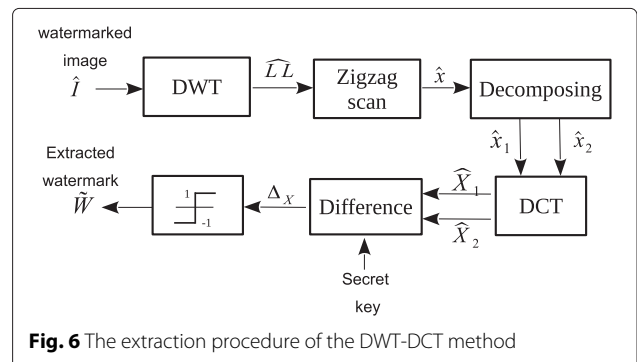 watermarked
image
Î
DWT
L̂L
Zigzag
scan
x̂
Decomposing
x̂₁
x̂₂
Extracted
watermark
W̃
1
-1
Δ_X
Difference
X̂₁
X̂₂
DCT
Secret
key
Fig. 6 The extraction procedure of the DWT-DCT method